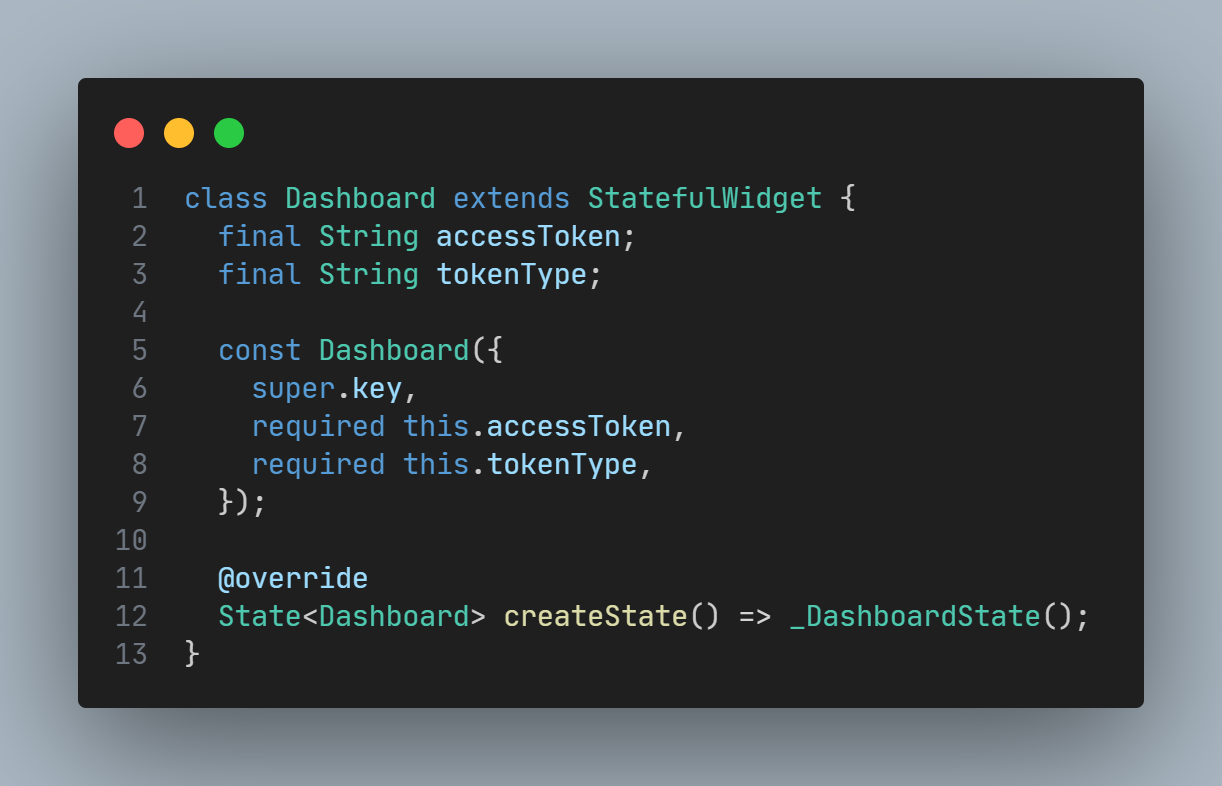 1 class Dashboard extends StatefulWidget {
2   final String accessToken;
3   final String tokenType;
4
5   const Dashboard({
6     super.key,
7     required this.accessToken,
8     required this.tokenType,
9   });
10
11   @override
12   State<Dashboard> createState() => _DashboardState();
13 }